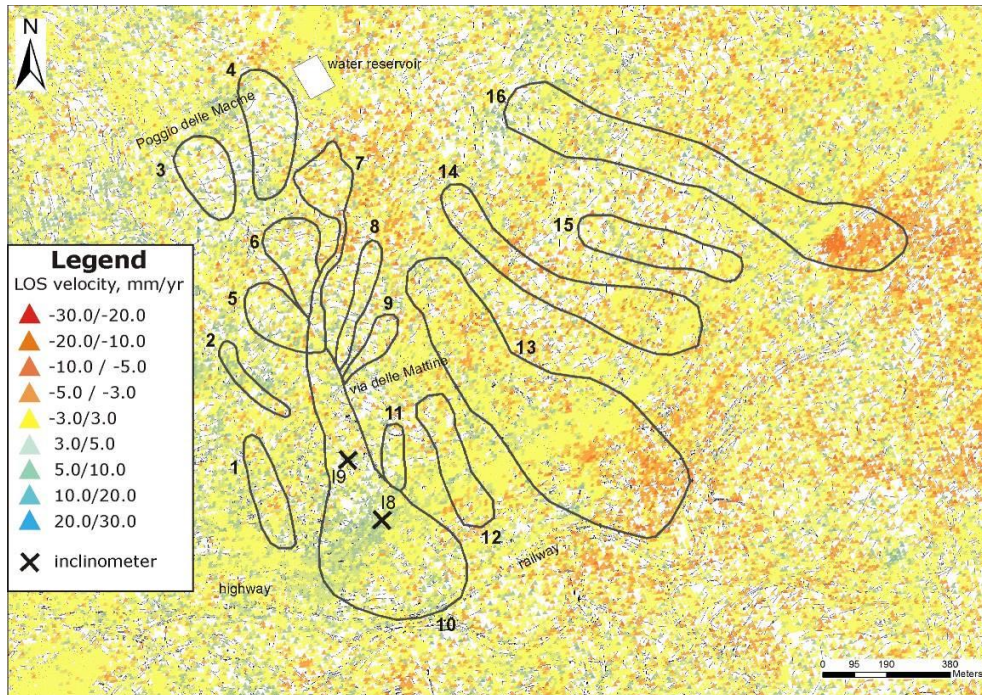 N
water reservoir
4
Poggio delle Macine
16
3
7
14
8
15
6
Legend
LOS velocity, mm/yr
-30.0/-20.0
-20.0/-10.0
-10.0 / -5.0
-5.0 / -3.0
-3.0/3.0
3.0/5.0
5.0/10.0
10.0/20.0
20.0/30.0
inclinometer
5
9
2
13
via delle Mattine
11
1
I9
I8
12
railway
highway
10
0 95 190 380
Meters